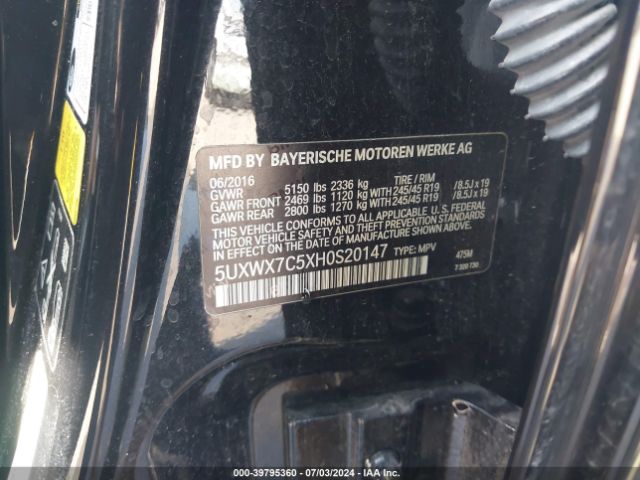 MFD BY BAYERISCHE MOTOREN WERKE AG
06/2016 TIRE / RIM
GVWR 5150 lbs 2336 kg
GAWR FRONT 2469 lbs 1120 kg WITH 245/45 R19 /8.5J x 19
GAWR REAR 2800 lbs 1270 kg WITH 245/45 R19 /8.5J x 19
THIS VEHICLE CONFORMS TO ALL APPLICABLE U.S. FEDERAL
MOTOR VEHICLE SAFETY AND THEFT PREVENTION STANDARDS
IN EFFECT ON THE DATE OF MANUFACTURE SHOWN ABOVE.
5UXWX7C5XH0S20147 TYPE: MPV 475M
7 320 730
000-39795360 | 07/03/2024 - IAA Inc.